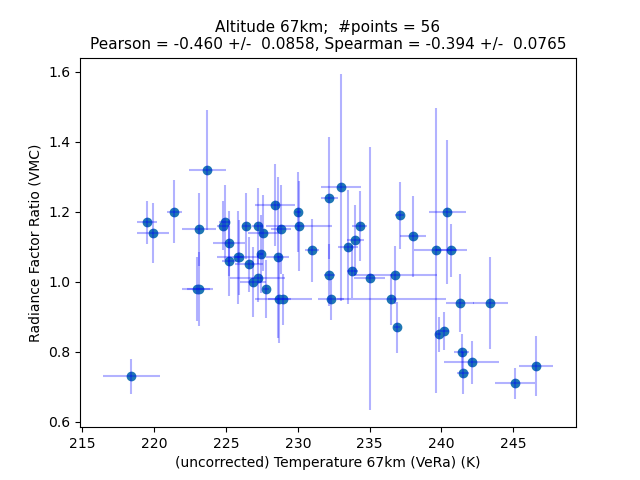 Altitude 67km;  #points = 56
Pearson = -0.460 +/-  0.0858, Spearman = -0.394 +/-  0.0765
1.6
1.4
1.2
1.0
0.8
0.6
Radiance Factor Ratio (VMC)
215 220 225 230 235 240 245
(uncorrected) Temperature 67km (VeRa) (K)